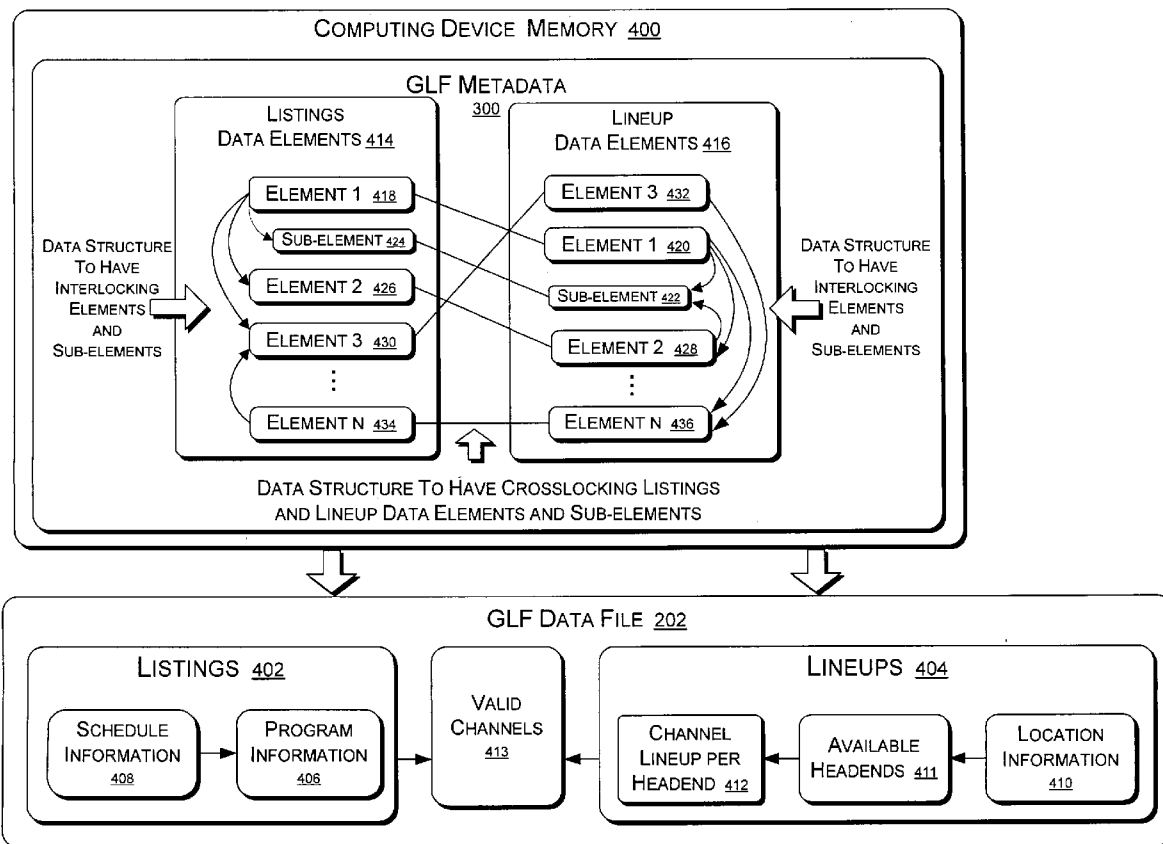 COMPUTING DEVICE MEMORY 400
GLF METADATA
300
LISTINGS
DATA ELEMENTS 414
ELEMENT 1 418
SUB-ELEMENT 424
ELEMENT 2 426
ELEMENT 3 430
⋮
ELEMENT N 434
LINEUP
DATA ELEMENTS 416
ELEMENT 3 432
ELEMENT 1 420
SUB-ELEMENT 422
ELEMENT 2 428
⋮
ELEMENT N 436
DATA STRUCTURE
TO HAVE
INTERLOCKING
ELEMENTS
AND
SUB-ELEMENTS
DATA STRUCTURE
TO HAVE
INTERLOCKING
ELEMENTS
AND
SUB-ELEMENTS
DATA STRUCTURE TO HAVE CROSSLOCKING LISTINGS
AND LINEUP DATA ELEMENTS AND SUB-ELEMENTS
GLF DATA FILE 202
LISTINGS 402
SCHEDULE
INFORMATION
408
PROGRAM
INFORMATION
406
VALID
CHANNELS
413
LINEUPS 404
CHANNEL
LINEUP PER
HEADEND 412
AVAILABLE
HEADENDS 411
LOCATION
INFORMATION
410